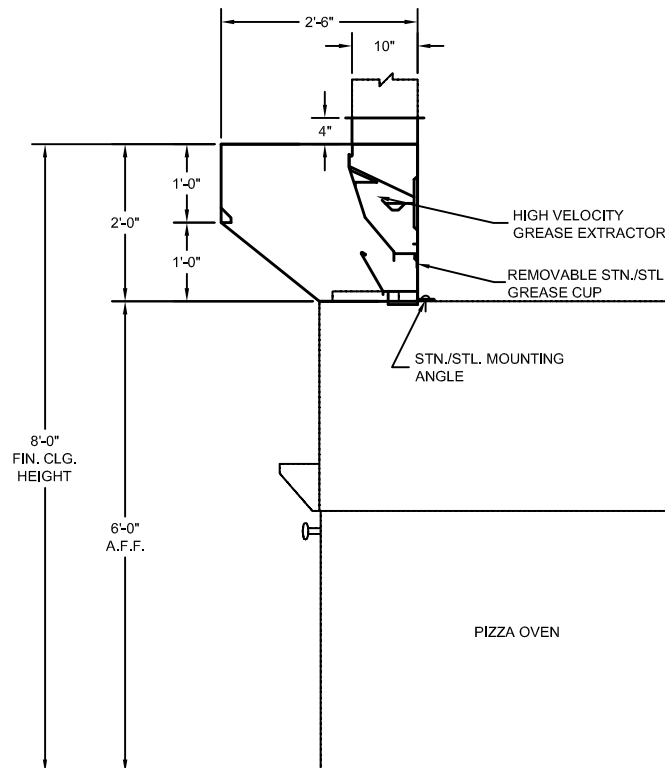 2'-6"
10"
4"
1'-0"
2'-0"
1'-0"
HIGH VELOCITY
GREASE EXTRACTOR
REMOVABLE STN./STL
GREASE CUP
STN./STL. MOUNTING
ANGLE
8'-0"
FIN. CLG.
HEIGHT
6'-0"
A.F.F.
PIZZA OVEN